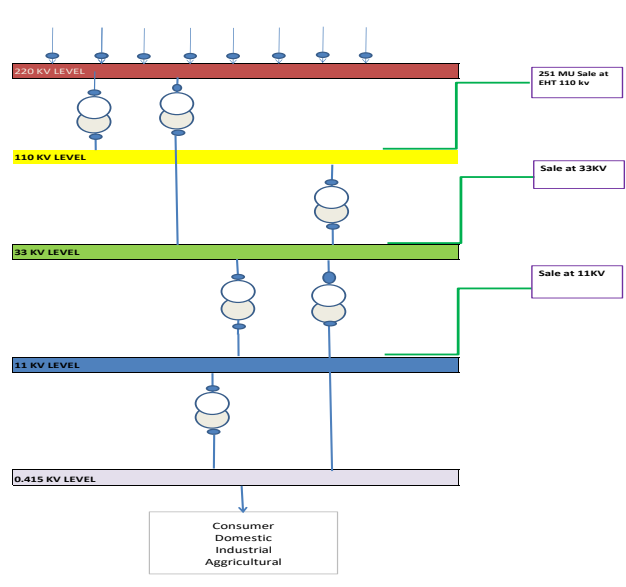 220 KV LEVEL
251 MU Sale at
EHT 110 kv
110 KV LEVEL
Sale at 33KV
33 KV LEVEL
Sale at 11KV
11 KV LEVEL
0.415 KV LEVEL
Consumer
Domestic
Industrial
Aggricultural